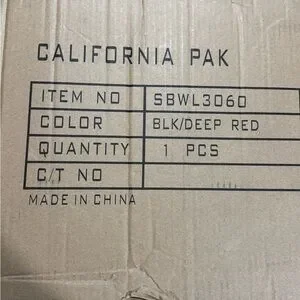 CALIFORNIA PAK
ITEM NO SBWL3060
COLOR BLK/DEEP RED
QUANTITY 1 PCS
C/T NO
MADE IN CHINA